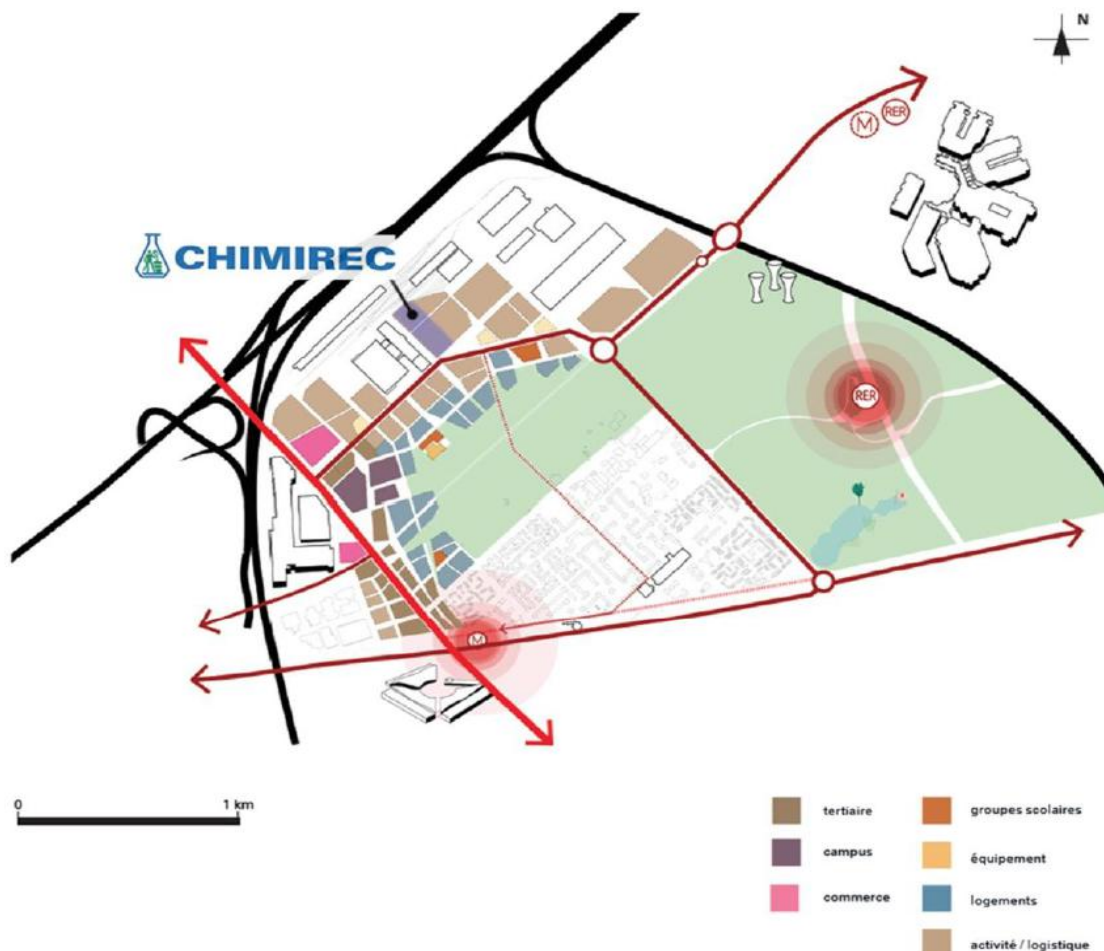 N
M RER
CHIMIREC
RER
M
0 1 km
tertiaire
campus
commerce
groupes scolaires
équipement
logements
activité / logistique